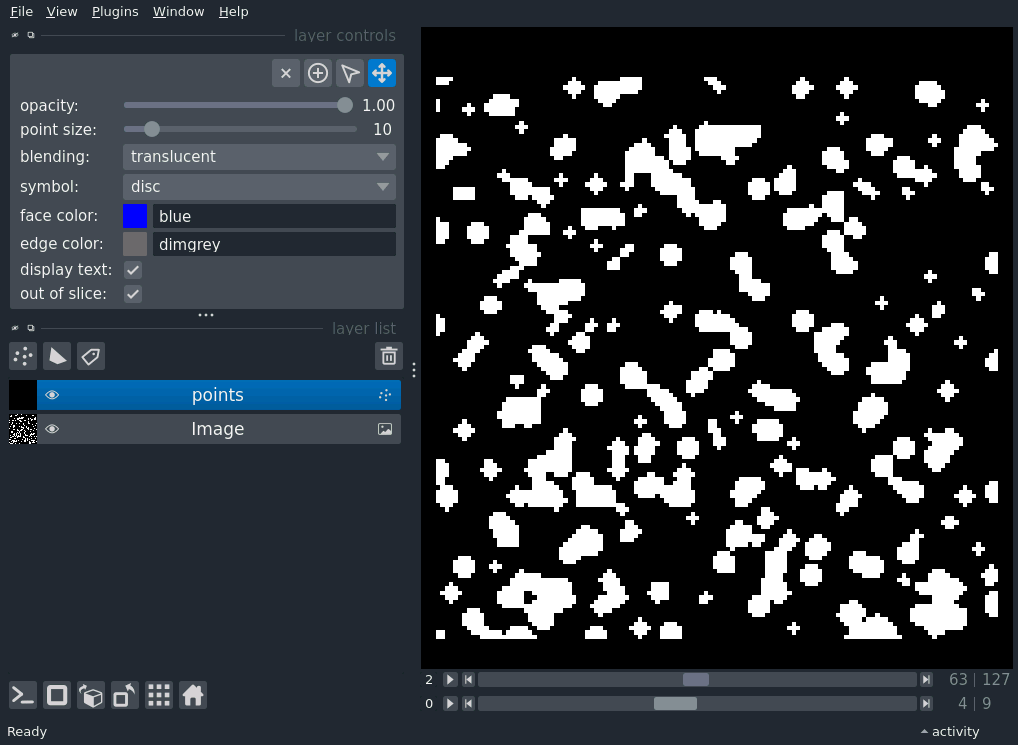 File View Plugins Window Help
layer controls
opacity: 1.00
point size: 10
blending: translucent
symbol: disc
face color: blue
edge color: dimgrey
display text:
out of slice:
layer list
points
Image
2 63 | 127
0 4 | 9
Ready activity